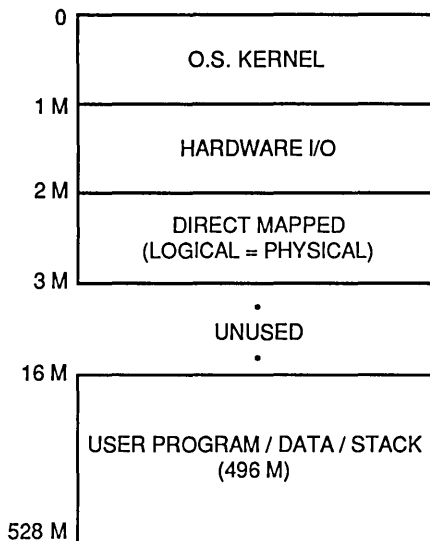 0
O.S. KERNEL
1 M
HARDWARE I/O
2 M
DIRECT MAPPED
(LOGICAL = PHYSICAL)
3 M
UNUSED
16 M
USER PROGRAM / DATA / STACK
(496 M)
528 M